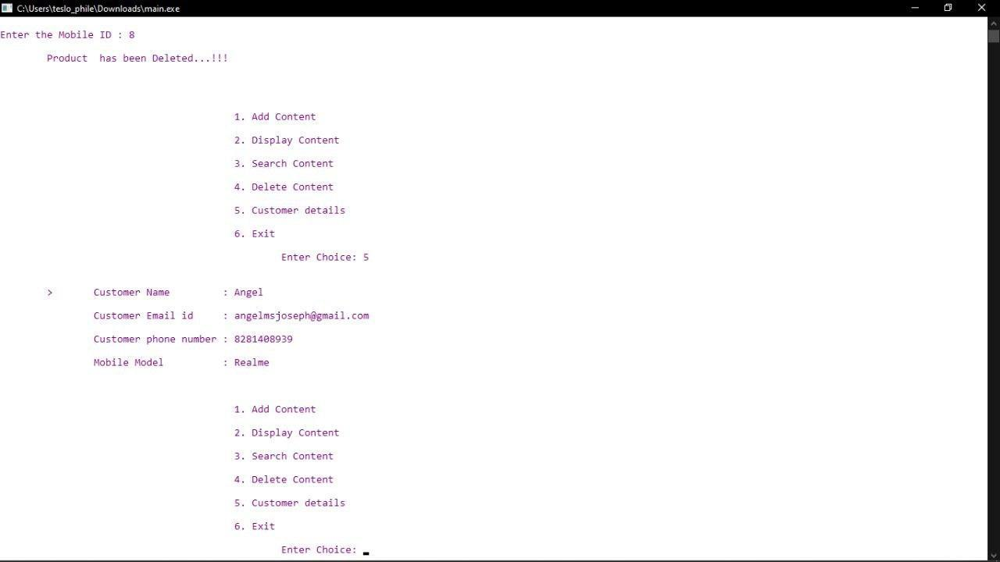 C:\Users\teslo_phile\Downloads\main.exe
Enter the Mobile ID : 8
Product  has been Deleted...!!!
1. Add Content
2. Display Content
3. Search Content
4. Delete Content
5. Customer details
6. Exit
Enter Choice: 5
> Customer Name : Angel
Customer Email id : angelmsjoseph@gmail.com
Customer phone number : 8281408939
Mobile Model : Realme
1. Add Content
2. Display Content
3. Search Content
4. Delete Content
5. Customer details
6. Exit
Enter Choice: